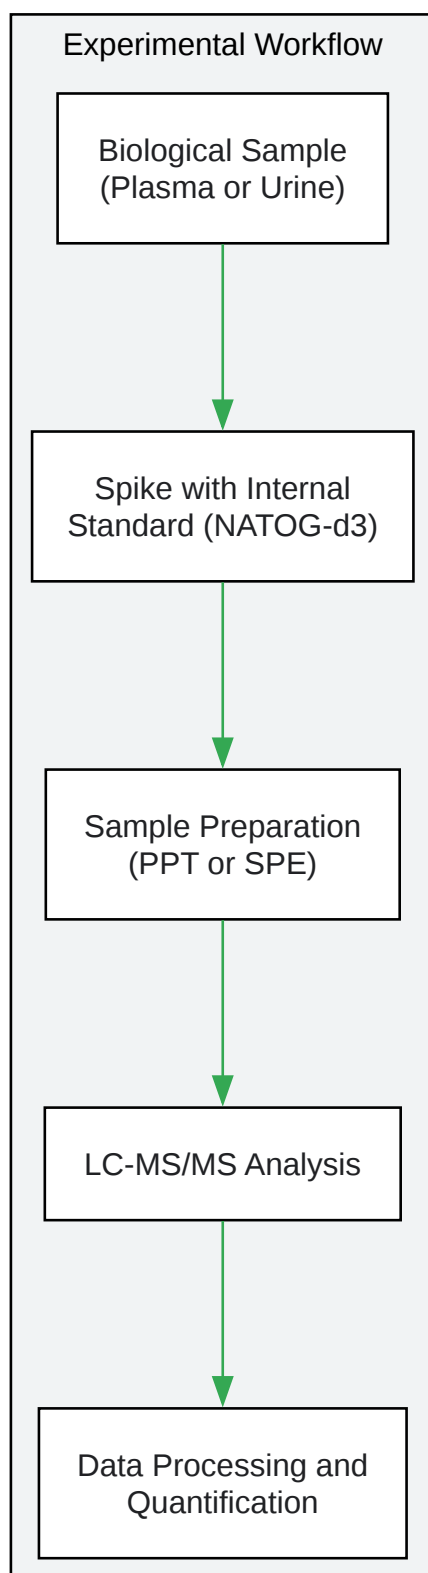 Experimental Workflow
Biological Sample
(Plasma or Urine)
Spike with Internal
Standard (NATOG-d3)
Sample Preparation
(PPT or SPE)
LC-MS/MS Analysis
Data Processing and
Quantification